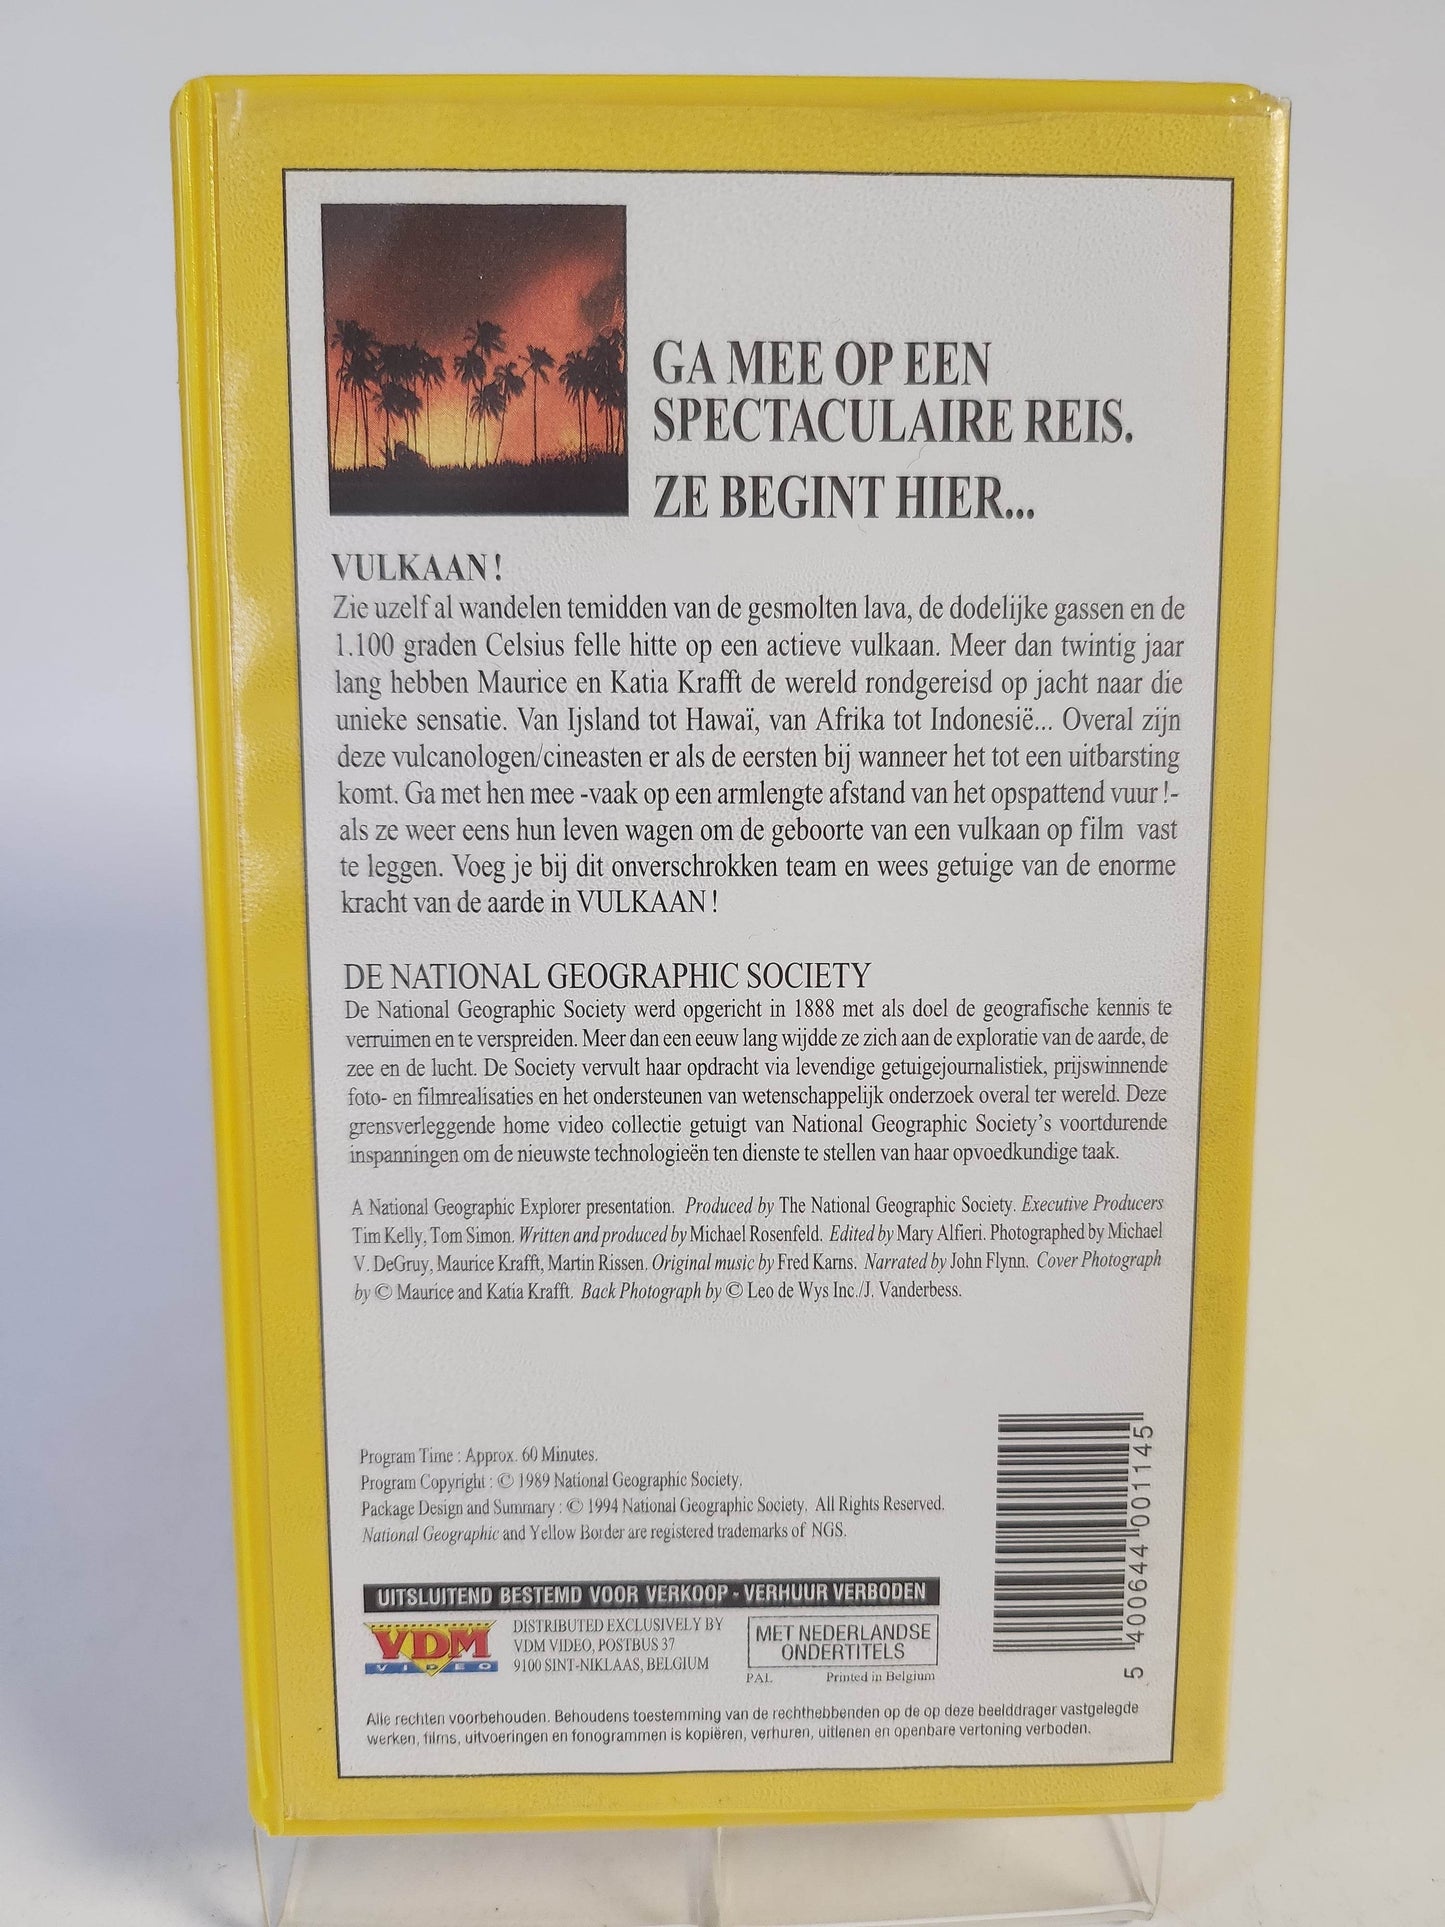 GA MEE OP EEN
SPECTACULAIRE REIS.
ZE BEGINT HIER...
VULKAAN !
Zie uzelf al wandelen temidden van de gesmolten lava, de dodelijke gassen en de
1.100 graden Celsius felle hitte op een actieve vulkaan. Meer dan twintig jaar
lang hebben Maurice en Katia Krafft de wereld rondgereisd op jacht naar die
unieke sensatie. Van Ijsland tot Hawaï, van Afrika tot Indonesië... Overal zijn
deze vulcanologen/cineasten er als de eersten bij wanneer het tot een uitbarsting
komt. Ga met hen mee -vaak op een armlengte afstand van het opspattend vuur !-
als ze weer eens hun leven wagen om de geboorte van een vulkaan op film vast
te leggen. Voeg je bij dit onverschrokken team en wees getuige van de enorme
kracht van de aarde in VULKAAN !
DE NATIONAL GEOGRAPHIC SOCIETY
De National Geographic Society werd opgericht in 1888 met als doel de geografische kennis te
verruimen en te verspreiden. Meer dan een eeuw lang wijdde ze zich aan de exploratie van de aarde, de
zee en de lucht. De Society vervult haar opdracht via levendige getuigejournalistiek, prijswinnende
foto- en filmrealisaties en het ondersteunen van wetenschappelijk onderzoek overal ter wereld. Deze
grensverleggende home video collectie getuigt van National Geographic Society's voortdurende
inspanningen om de nieuwste technologieën ten dienste te stellen van haar opvoedkundige taak.
A National Geographic Explorer presentation. Produced by The National Geographic Society. Executive Producers
Tim Kelly, Tom Simon. Written and produced by Michael Rosenfeld. Edited by Mary Alfieri. Photographed by Michael
V. DeGruy, Maurice Krafft, Martin Rissen. Original music by Fred Karns. Narrated by John Flynn. Cover Photograph
by © Maurice and Katia Krafft. Back Photograph by © Leo de Wys Inc./J. Vanderbess.
Program Time : Approx. 60 Minutes.
Program Copyright : © 1989 National Geographic Society.
Package Design and Summary : © 1994 National Geographic Society. All Rights Reserved.
National Geographic and Yellow Border are registered trademarks of NGS.
5 400644 001145
UITSLUITEND BESTEMD VOOR VERKOOP - VERHUUR VERBODEN
VDM
VIDEO
DISTRIBUTED EXCLUSIVELY BY
VDM VIDEO, POSTBUS 37
9100 SINT-NIKLAAS, BELGIUM
MET NEDERLANDSE
ONDERTITELS
PAL Printed in Belgium
Alle rechten voorbehouden. Behoudens toestemming van de rechthebbenden op de op deze beelddrager vastgelegde
werken, films, uitvoeringen en fonogrammen is kopiëren, verhuren, uitlenen en openbare vertoning verboden.